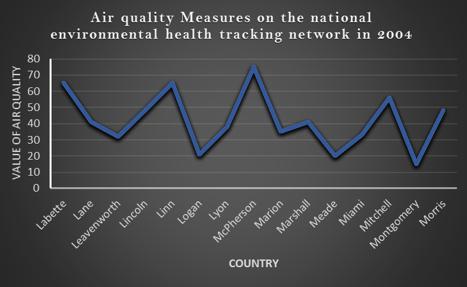 Air quality Measures on the national
environmental health tracking network in 2004
VALUE OF AIR QUALITY
80
70
60
50
40
30
20
10
0
Labette
Lane
Leavenworth
Lincoln
Linn
Logan
Lyon
McPherson
Marion
Marshall
Meade
Miami
Mitchell
Montgomery
Morris
COUNTRY